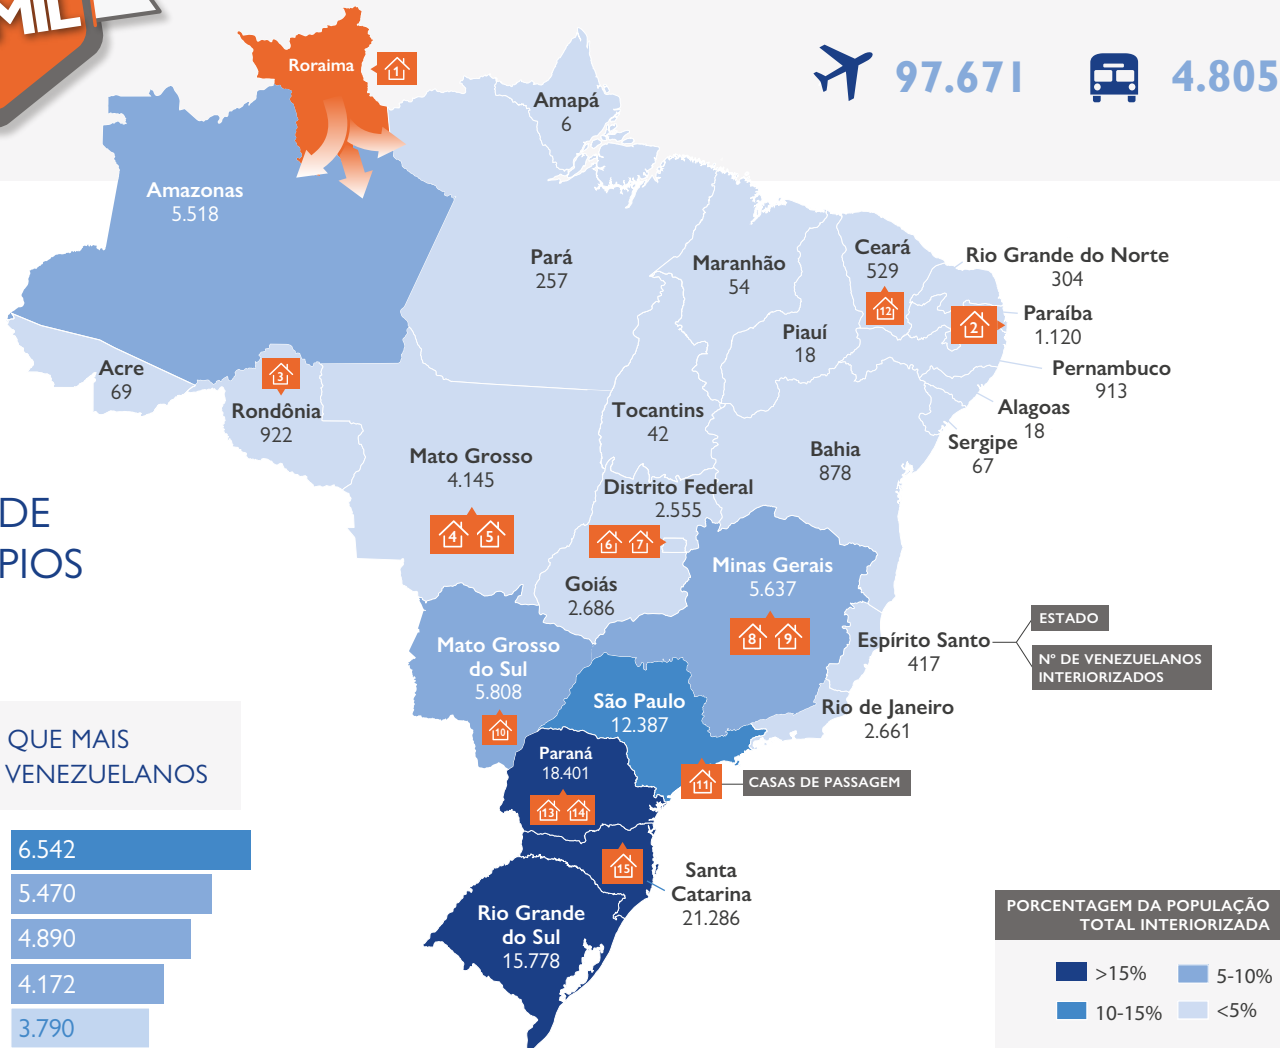 MIL
97.671
4.805
Roraima
1
Amapá
6
Amazonas
5.518
Pará
257
Maranhão
54
Ceará
529
12
Rio Grande do Norte
304
2
Paraíba
1.120
Piauí
18
Pernambuco
913
Acre
69
3
Rondônia
922
Alagoas
18
Tocantins
42
Sergipe
67
Bahia
878
Mato Grosso
4.145
4 5
Distrito Federal
2.555
6 7
DE
PIOS
Goiás
2.686
Minas Gerais
5.637
8 9
Espírito Santo
417
ESTADO
Nº DE VENEZUELANOS
INTERIORIZADOS
Mato Grosso
do Sul
5.808
10
São Paulo
12.387
Rio de Janeiro
2.661
11
CASAS DE PASSAGEM
Paraná
18.401
13 14
QUE MAIS
VENEZUELANOS
6.542
5.470
4.890
4.172
3.790
15
Santa
Catarina
21.286
Rio Grande
do Sul
15.778
PORCENTAGEM DA POPULAÇÃO
TOTAL INTERIORIZADA
>15%
5-10%
10-15%
<5%